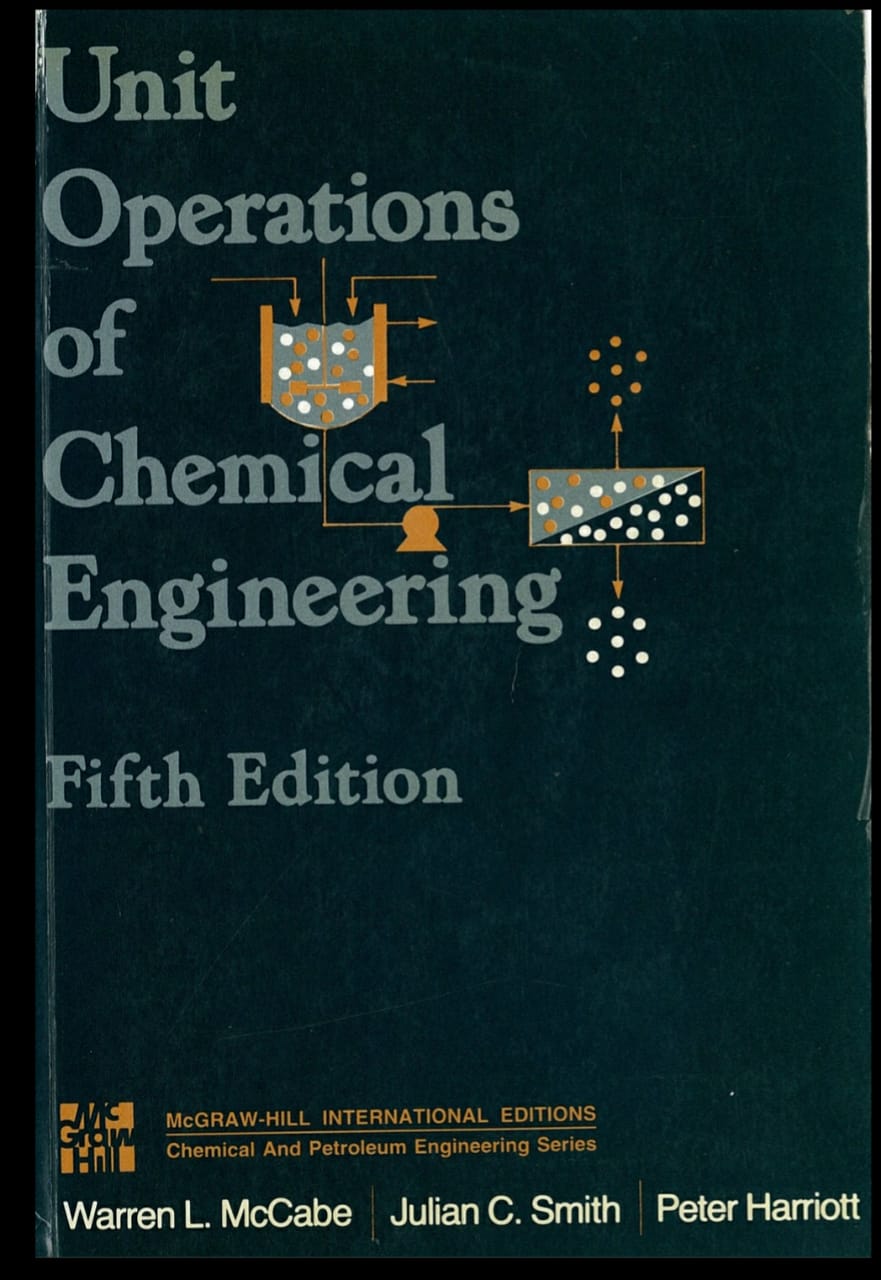 Unit
Operations
of
Chemical
Engineering
Fifth Edition
Mc
Graw
Hill
McGRAW-HILL INTERNATIONAL EDITIONS
Chemical And Petroleum Engineering Series
Warren L. McCabe | Julian C. Smith | Peter Harriott